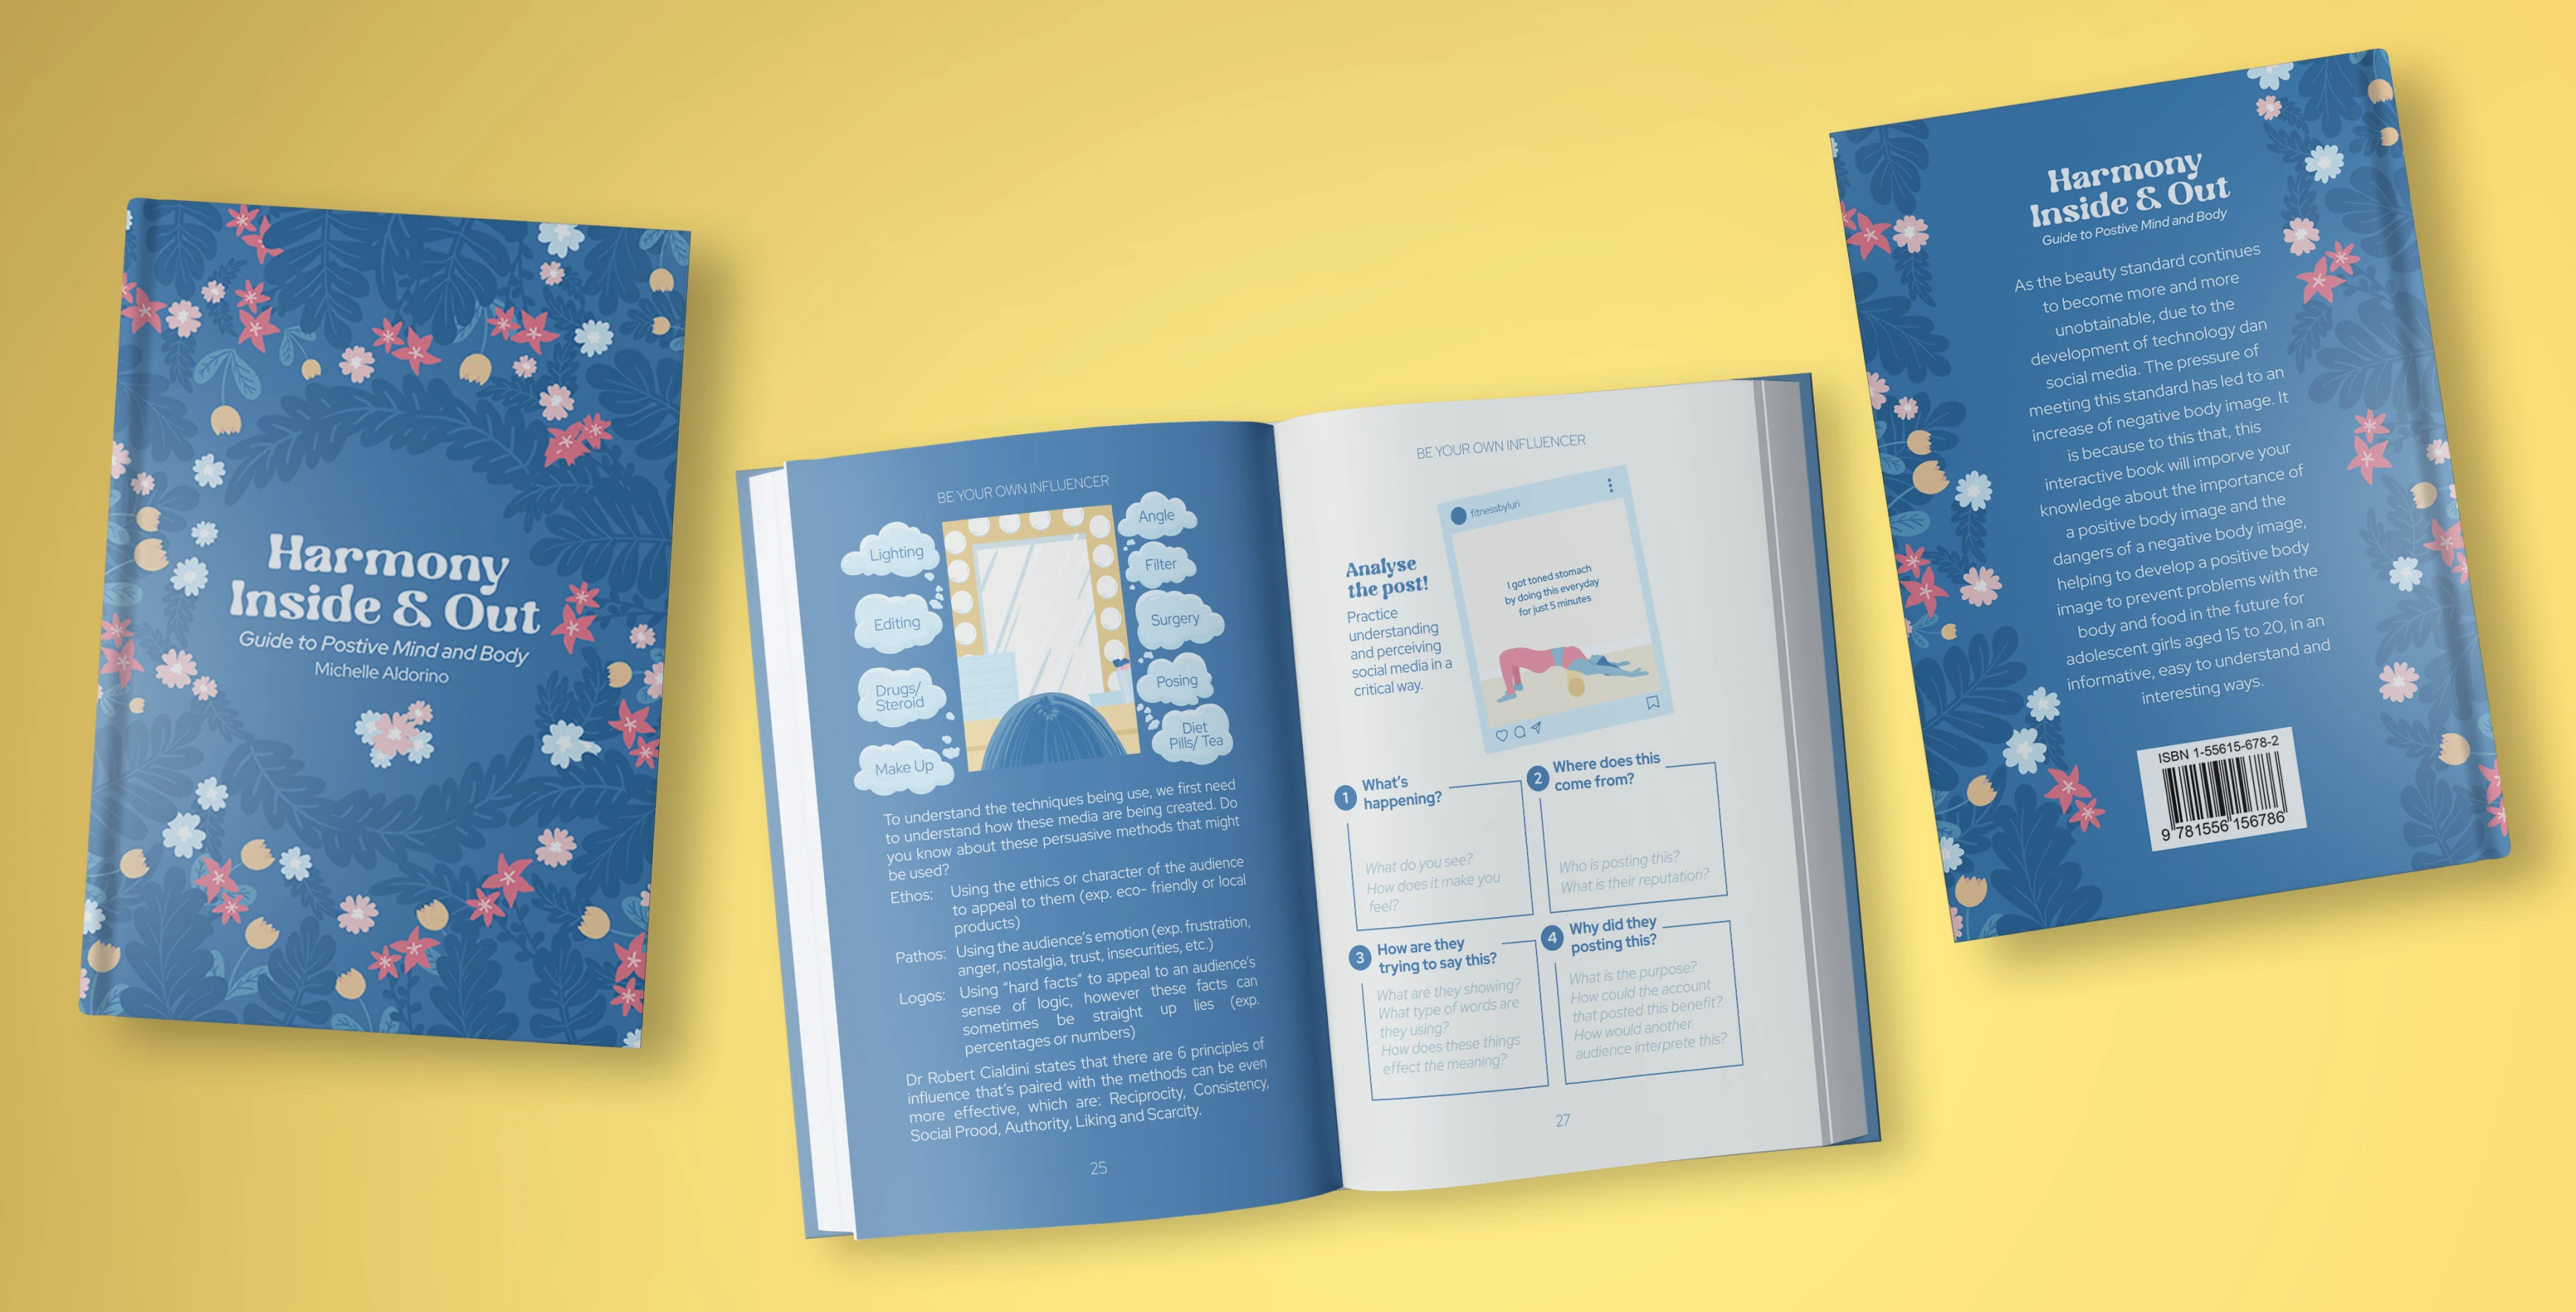 Harmony
Inside & Out
Guide to Postive Mind and Body
Michelle Aldorino
BE YOUR OWN INFLUENCER
Lighting
Editing
Drugs/
Steroid
Make Up
Angle
Filter
Surgery
Posing
Diet
Pills/ Tea
To understand the techniques being use, we first need
to understand how these media are being created. Do
you know about these persuasive methods that might
be used?
Ethos: Using the ethics or character of the audience
to appeal to them (exp. eco- friendly or local
products)
Pathos: Using the audience's emotion (exp. frustration,
anger, nostalgia, trust, insecurities, etc.)
Logos: Using "hard facts" to appeal to an audience's
sense of logic, however these facts can
sometimes be straight up lies (exp.
percentages or numbers)
Dr Robert Cialdini states that there are 6 principles of
influence that's paired with the methods can be even
more effective, which are: Reciprocity, Consistency,
Social Prood, Authority, Liking and Scarcity.
25
BE YOUR OWN INFLUENCER
Analyse
the post!
Practice
understanding
and perceiving
social media in a
critical way.
fitnessbyluri
I got toned stomach
by doing this everyday
for just 5 minutes
1 What's
happening?
What do you see?
How does it make you
feel?
2 Where does this
come from?
Who is posting this?
What is their reputation?
3 How are they
trying to say this?
What are they showing?
What type of words are
they using?
How does these things
effect the meaning?
4 Why did they
posting this?
What is the purpose?
How could the account
that posted this benefit?
How would another
audience interprete this?
27
Harmony
Inside & Out
Guide to Postive Mind and Body
As the beauty standard continues
to become more and more
unobtainable, due to the
development of technology dan
social media. The pressure of
meeting this standard has led to an
increase of negative body image. It
is because to this that, this
interactive book will imporve your
knowledge about the importance of
a positive body image and the
dangers of a negative body image,
helping to develop a positive body
image to prevent problems with the
body and food in the future for
adolescent girls aged 15 to 20, in an
informative, easy to understand and
interesting ways.
ISBN 1-55615-678-2
9 781556 156786